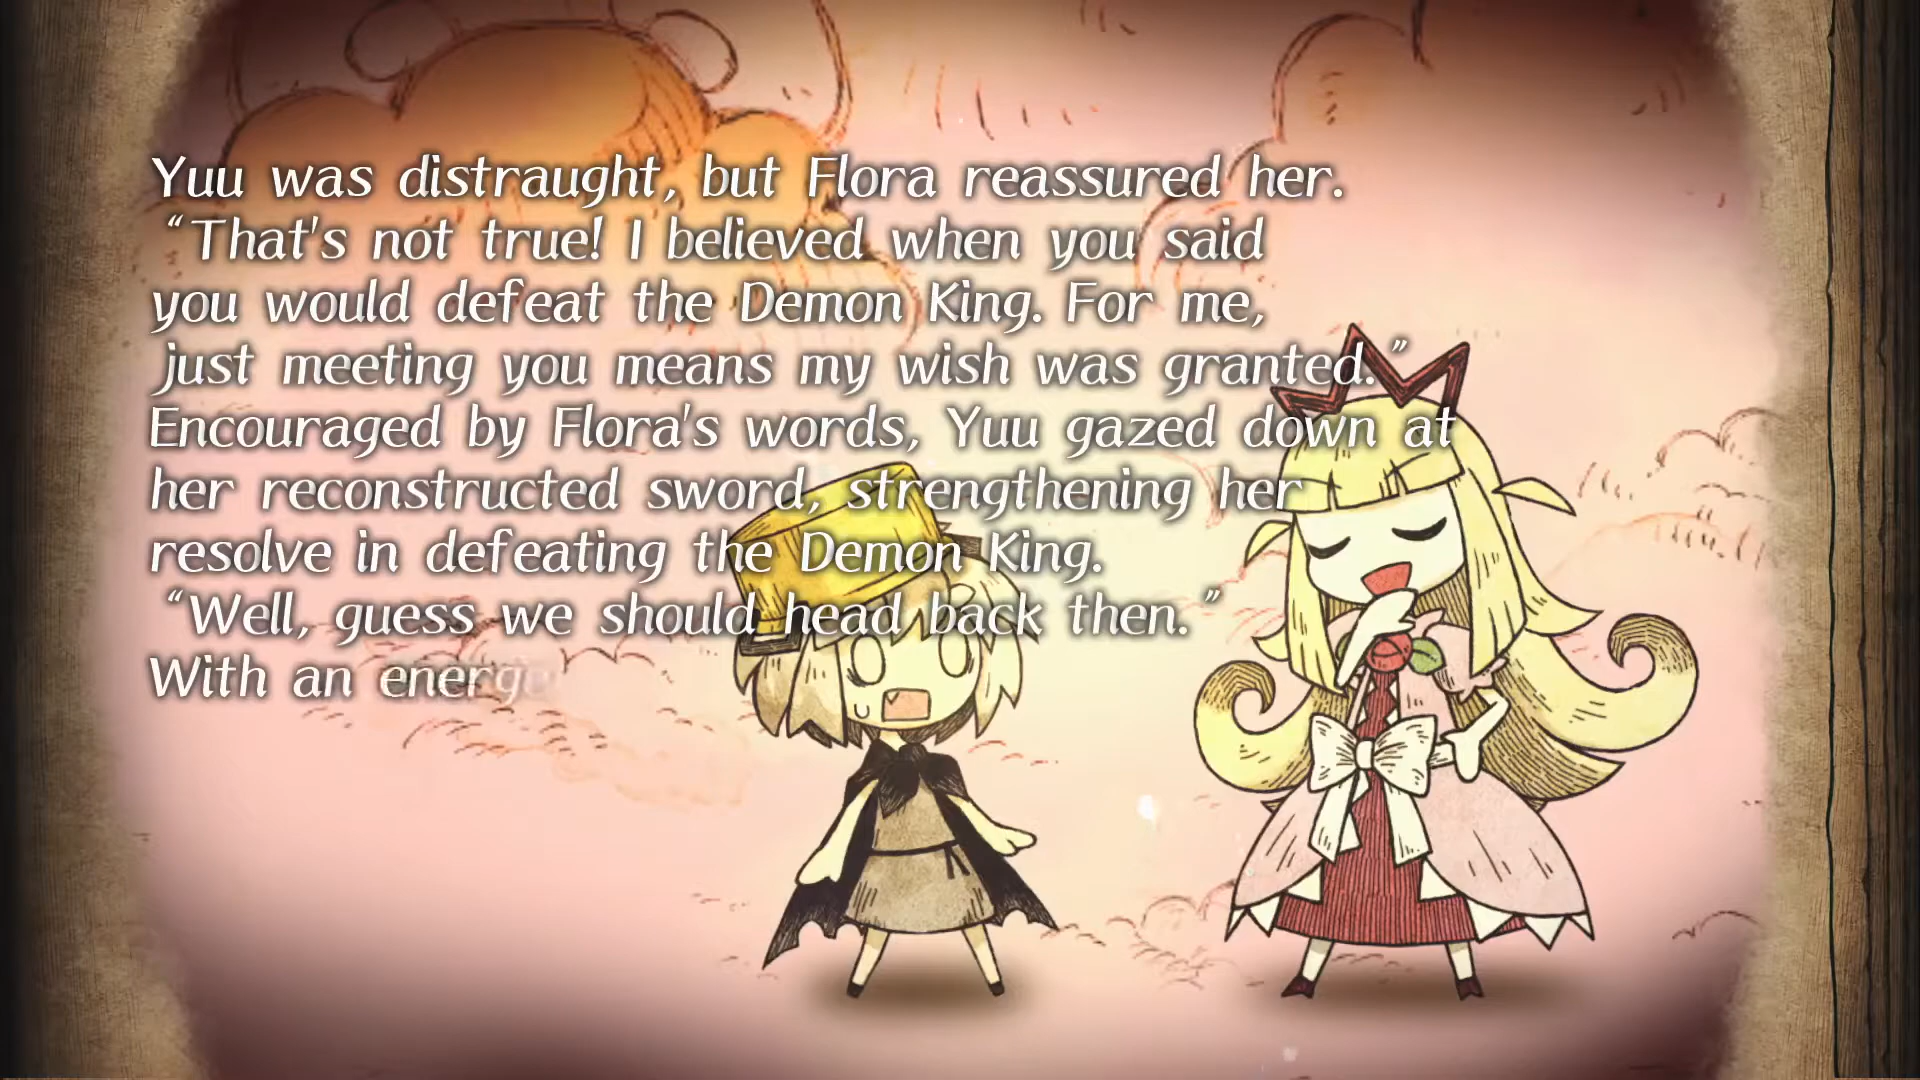 Yuu was distraught, but Flora reassured her.
“That's not true! I believed when you said
you would defeat the Demon King. For me,
just meeting you means my wish was granted.”
Encouraged by Flora's words, Yuu gazed down at
her reconstructed sword, strengthening her
resolve in defeating the Demon King.
“Well, guess we should head back then.”
With an energe